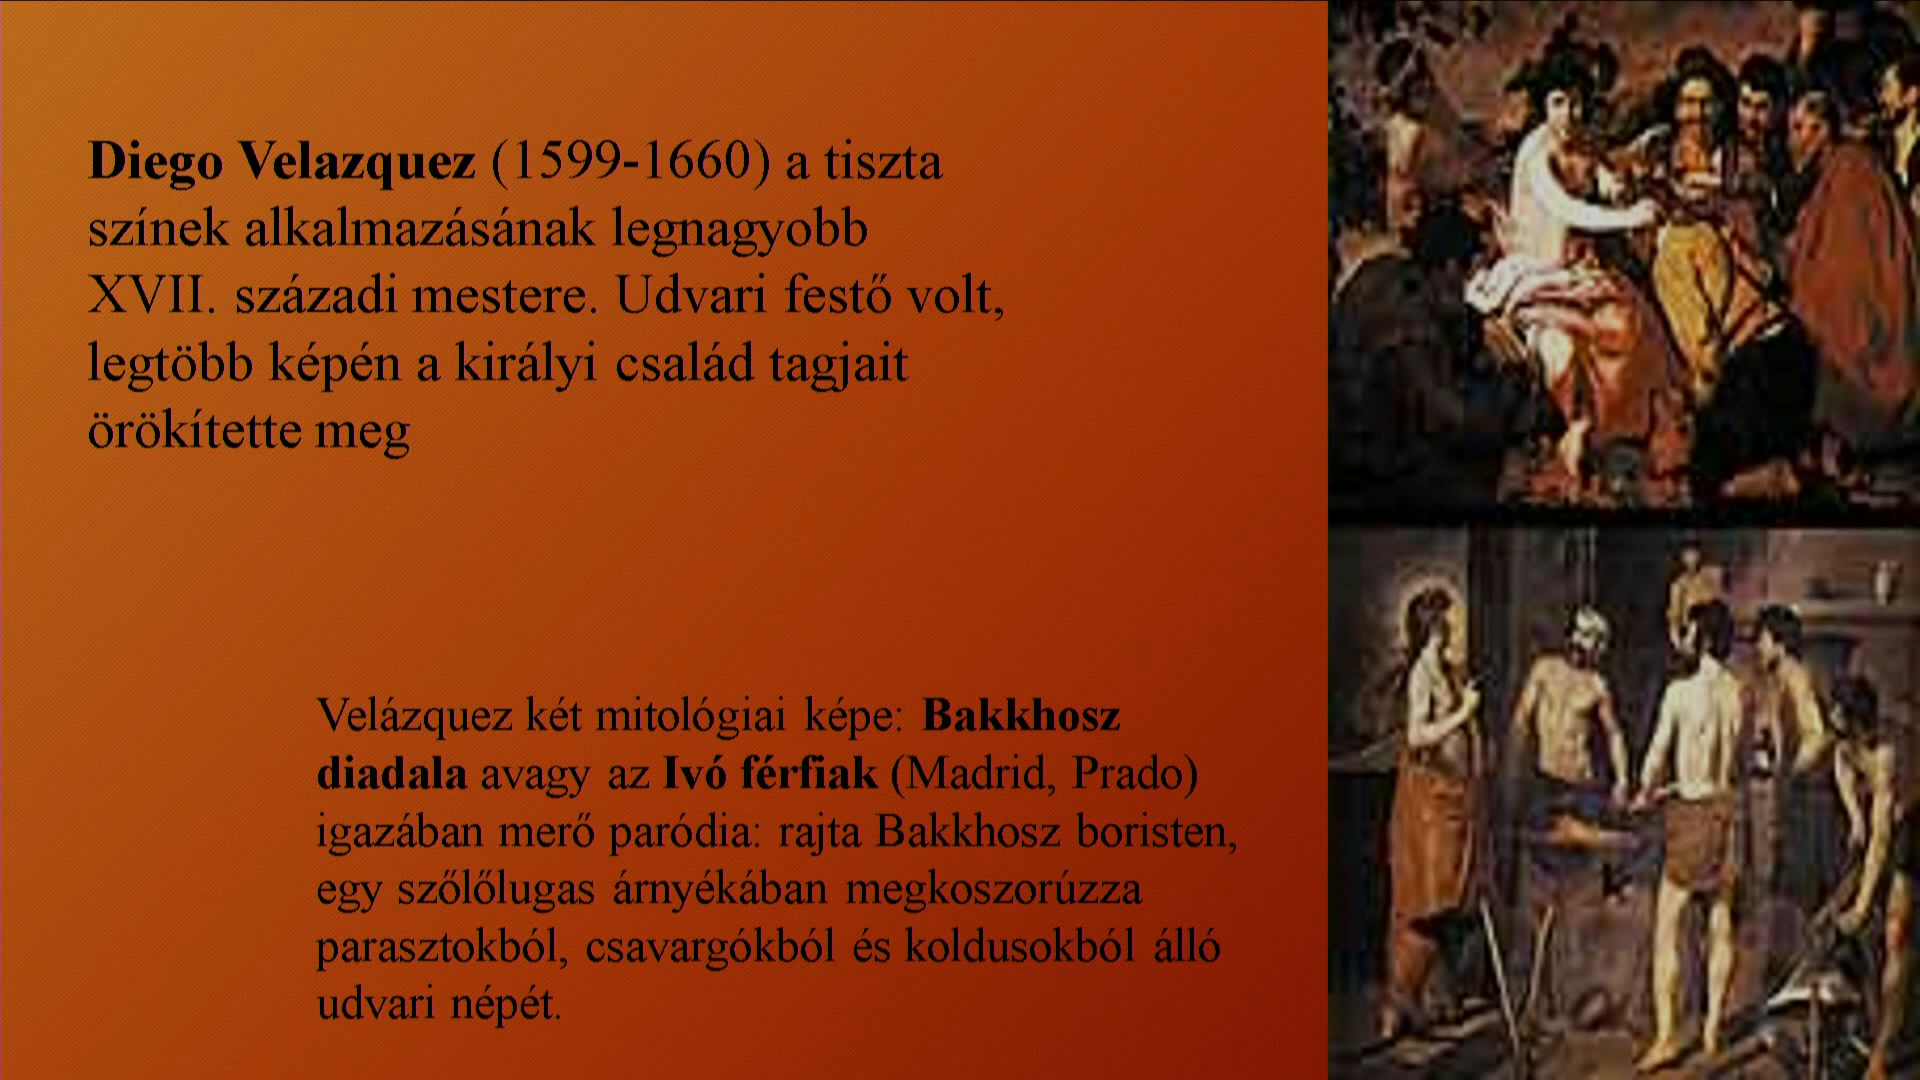 Diego Velazquez (1599-1660) a tiszta
színek alkalmazásának legnagyobb
XVII. századi mestere. Udvari festő volt,
legtöbb képén a királyi család tagjait
örökítette meg
Velázquez két mitológiai képe: Bakkhosz
diadala avagy az Ivó férfiak (Madrid, Prado)
igazában merő paródia: rajta Bakkhosz boristen,
egy szőlőlugas árnyékában megkoszorúzza
parasztokból, csavargókból és koldusokból álló
udvari népét.